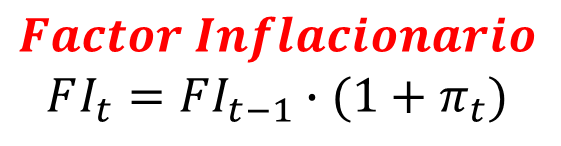 Factor Inflacionario
FI_t = FI_{t−1} · (1 + π_t)